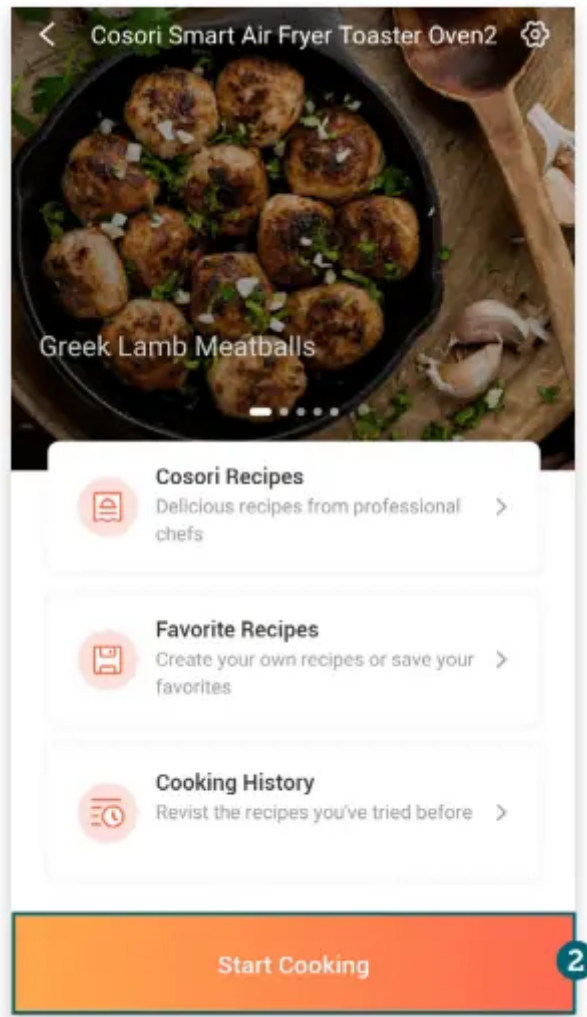 Cosori Smart Air Fryer Toaster Oven2
Greek Lamb Meatballs
Cosori Recipes
Delicious recipes from professional
chefs
Favorite Recipes
Create your own recipes or save your
favorites
Cooking History
Revist the recipes you've tried before
Start Cooking
2